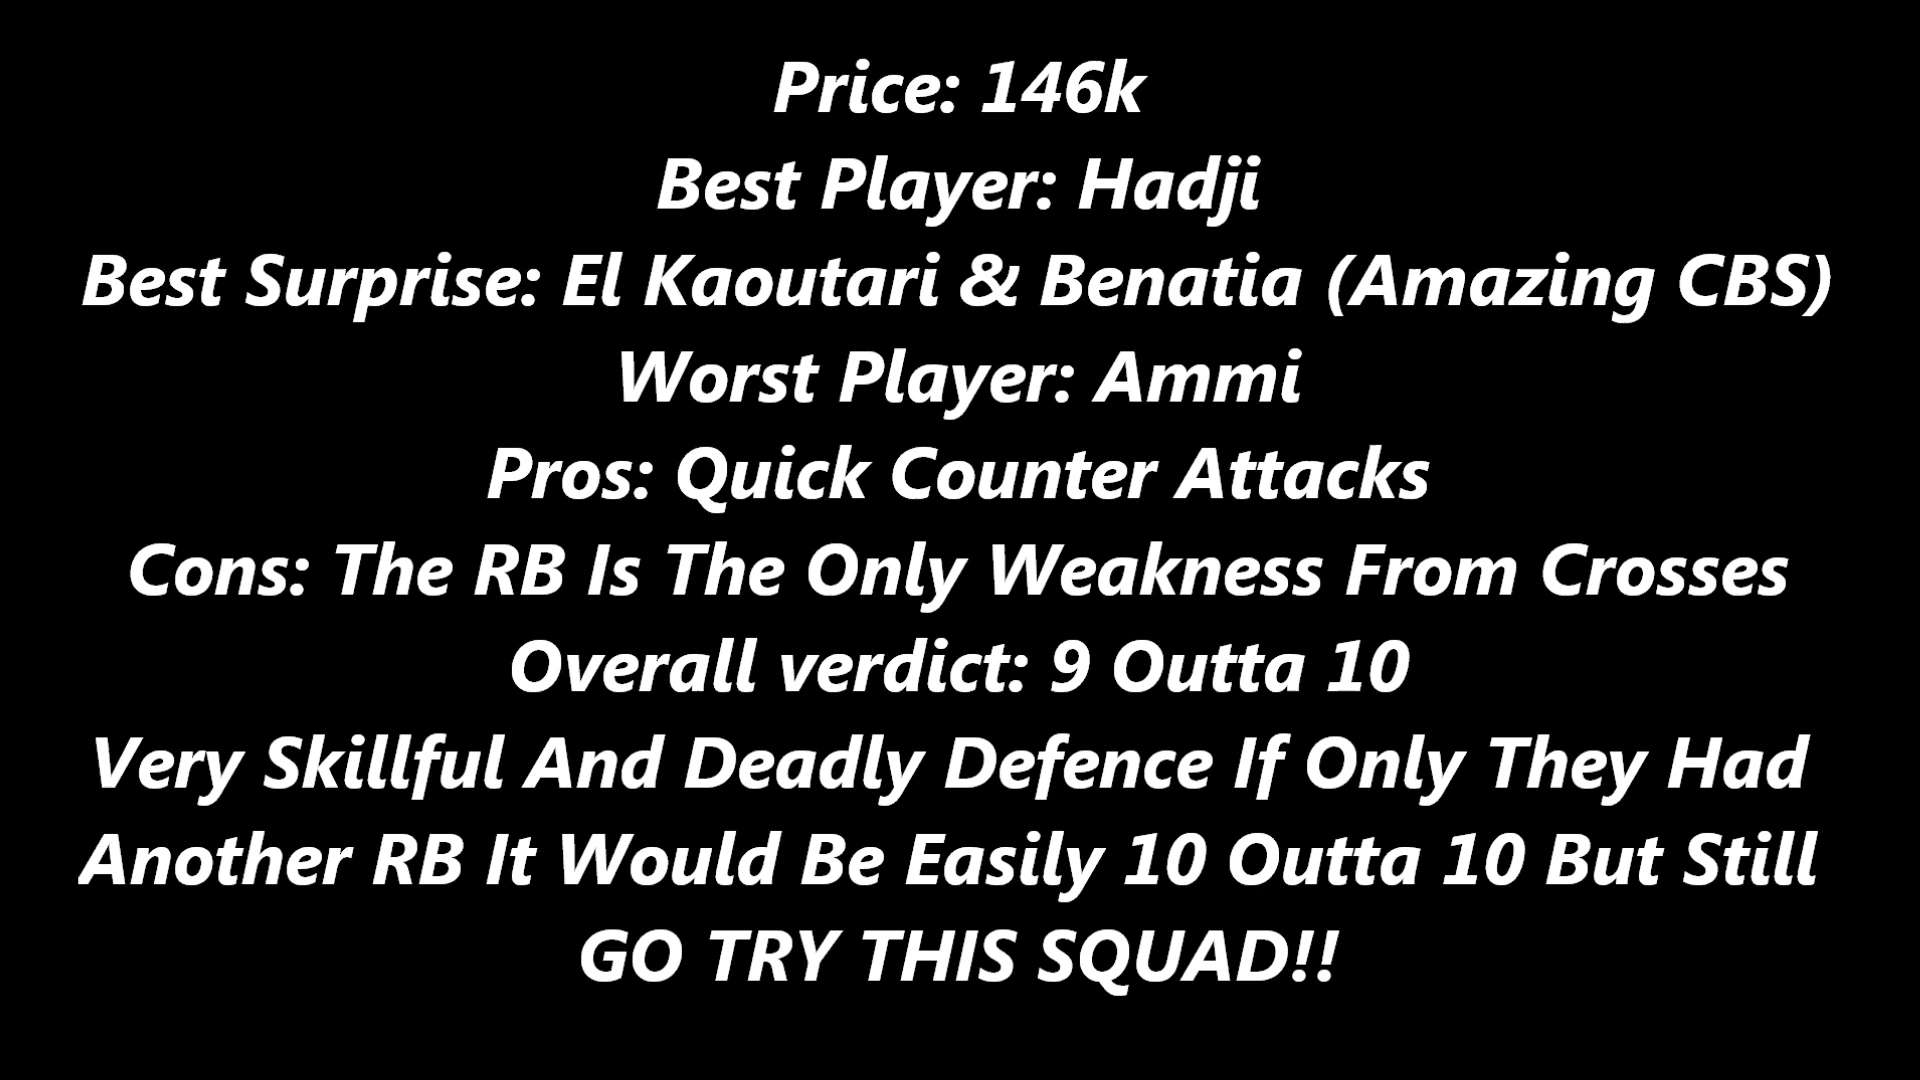 Price: 146k
Best Player: Hadji
Best Surprise: El Kaoutari & Benatia (Amazing CBS)
Worst Player: Ammi
Pros: Quick Counter Attacks
Cons: The RB Is The Only Weakness From Crosses
Overall verdict: 9 Outta 10
Very Skillful And Deadly Defence If Only They Had
Another RB It Would Be Easily 10 Outta 10 But Still
GO TRY THIS SQUAD!!